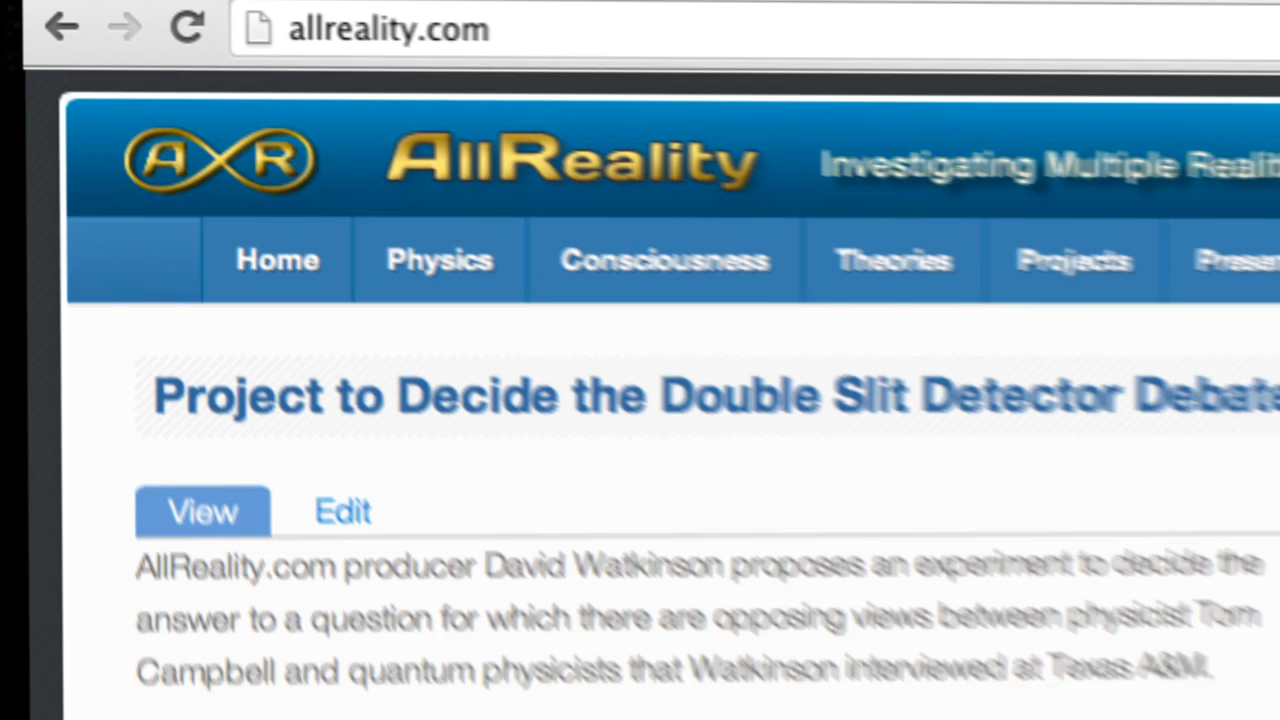 allreality.com
AR AllReality Investigating Multiple
Home Physics Consciousness Theories Projects
Project to Decide the Double Slit Detector Debate
View Edit
AllReality.com producer David Watkinson proposes an experiment to decide the
answer to a question for which there are opposing views between physicist Tom
Campbell and quantum physicists that Watkinson interviewed at Texas A&M.